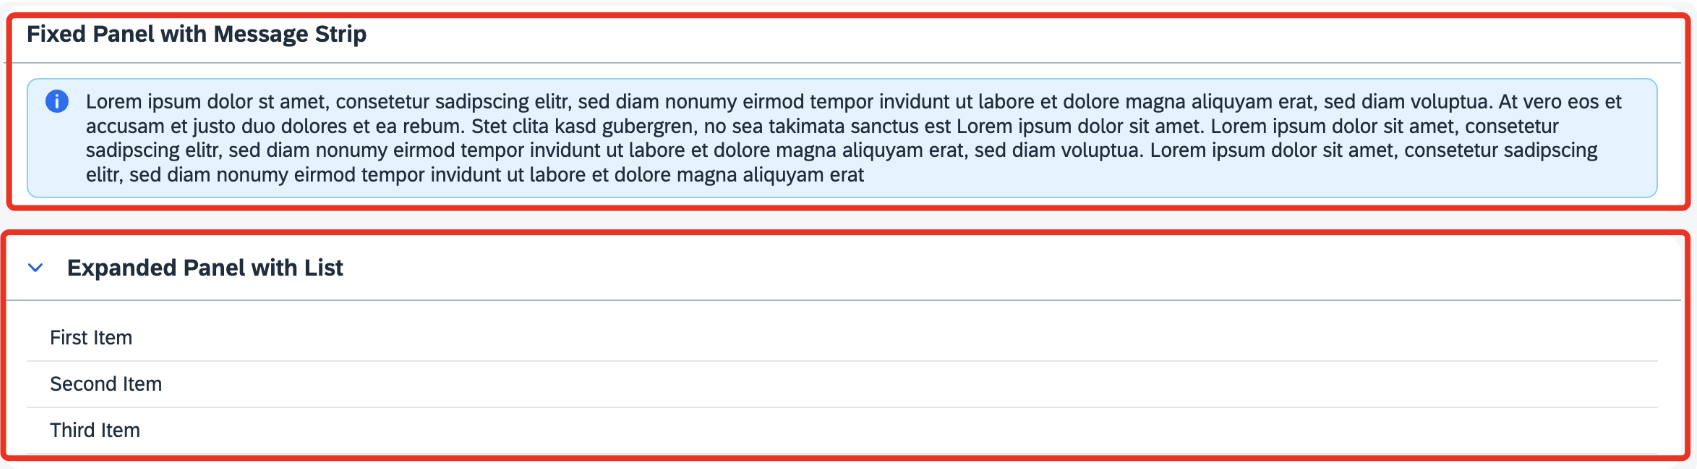 Fixed Panel with Message Strip
Lorem ipsum dolor st amet, consetetur sadipscing elitr, sed diam nonumy eirmod tempor invidunt ut labore et dolore magna aliquyam erat, sed diam voluptua. At vero eos et
accusam et justo duo dolores et ea rebum. Stet clita kasd gubergren, no sea takimata sanctus est Lorem ipsum dolor sit amet. Lorem ipsum dolor sit amet, consetetur
sadipscing elitr, sed diam nonumy eirmod tempor invidunt ut labore et dolore magna aliquyam erat, sed diam voluptua. Lorem ipsum dolor sit amet, consetetur sadipscing
elitr, sed diam nonumy eirmod tempor invidunt ut labore et dolore magna aliquyam erat
Expanded Panel with List
First Item
Second Item
Third Item